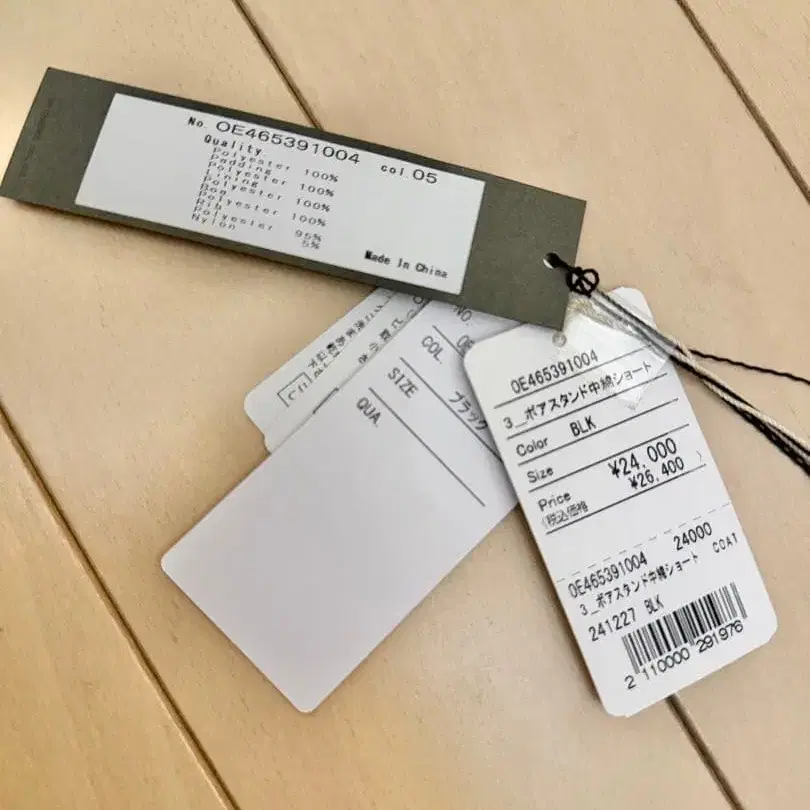 No. OE465391004 col.05
Quality
Polyester 100%
Padding
Polyester 100%
Lining
Polyester 100%
Boa
Polyester 100%
Rib
Polyester 95%
Nylon 5%
Made in China
NO.
OE
COL.
ブラック
SIZE
QUA.
OE465391004
3_ボアスタンド中綿ショート
Color BLK
Size
Price ¥24,000
(税込価格 ¥26,400 )
OE465391004 24000
3_ボアスタンド中綿ショート COAT
241227 BLK
2 110000 291976